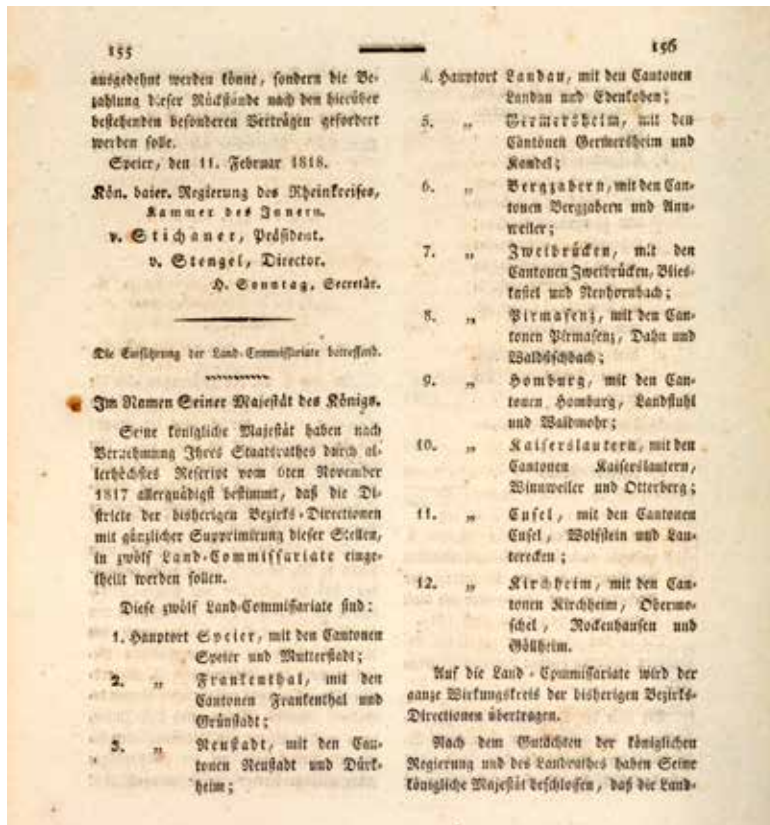 155
ausgedehnt werden könnte, sondern die Be-
zahlung dieser Rückstände nach den hierüber
bestehenden besonderen Verträgen gefordert
werden solle.
Speier, den 11. Februar 1818.
Kön. baier. Regierung des Rheinkreises,
Kammer des Innern.
v. Stichaner, Präsident.
v. Stengel, Director.
H. Sonntag, Secretär.
Die Einführung der Land-Commissariate betreffend.
Im Namen Seiner Majestät des Königs.
Seine königliche Majestät haben nach
Vernehmung Ihres Staatsrathes durch al-
lerhöchstes Rescript vom 6ten November
1817 allergnädigst bestimmt, daß die Di-
stricte der bisherigen Bezirks-Directionen
mit gänzlicher Supprimirung dieser Stellen,
in zwölf Land-Commissariate einge-
theilt werden sollen.
Diese zwölf Land-Commissariate sind:
1. Hauptort Speier, mit den Cantonen
Speier und Mutterstadt;
2. „ Frankenthal, mit den
Cantonen Frankenthal und
Grünstadt;
3. „ Neustadt, mit den Can-
tonen Neustadt und Dürk-
heim;
156
4. Hauptort Landau, mit den Cantonen
Landau und Edenkoben;
5. „ Germersheim, mit den
Cantonen Germersheim und
Kandel;
6. „ Bergzabern, mit den Can-
tonen Bergzabern und Ann-
weiler;
7. „ Zweibrücken, mit den
Cantonen Zweibrücken, Blies-
kastel und Neuhornbach;
8. „ Pirmasenz, mit den Can-
tonen Pirmasenz, Dahn und
Waldfischbach;
9. „ Homburg, mit den Can-
tonen Homburg, Landstuhl
und Waldmohr;
10. „ Kaiserslautern, mit den
Cantonen Kaiserslautern,
Winnweiler und Otterberg;
11. „ Cusel, mit den Cantonen
Cusel, Wolfstein und Lau-
terecken;
12. „ Kirchheim, mit den Can-
tonen Kirchheim, Obermo-
schel, Rockenhausen und
Göllheim.
Auf die Land-Commissariate wird der
ganze Wirkungskreis der bisherigen Bezirks-
Directionen übertragen.
Nach dem Gutachten der königlichen
Regierung und des Landrathes haben Seine
königliche Majestät beschlossen, daß die Land-